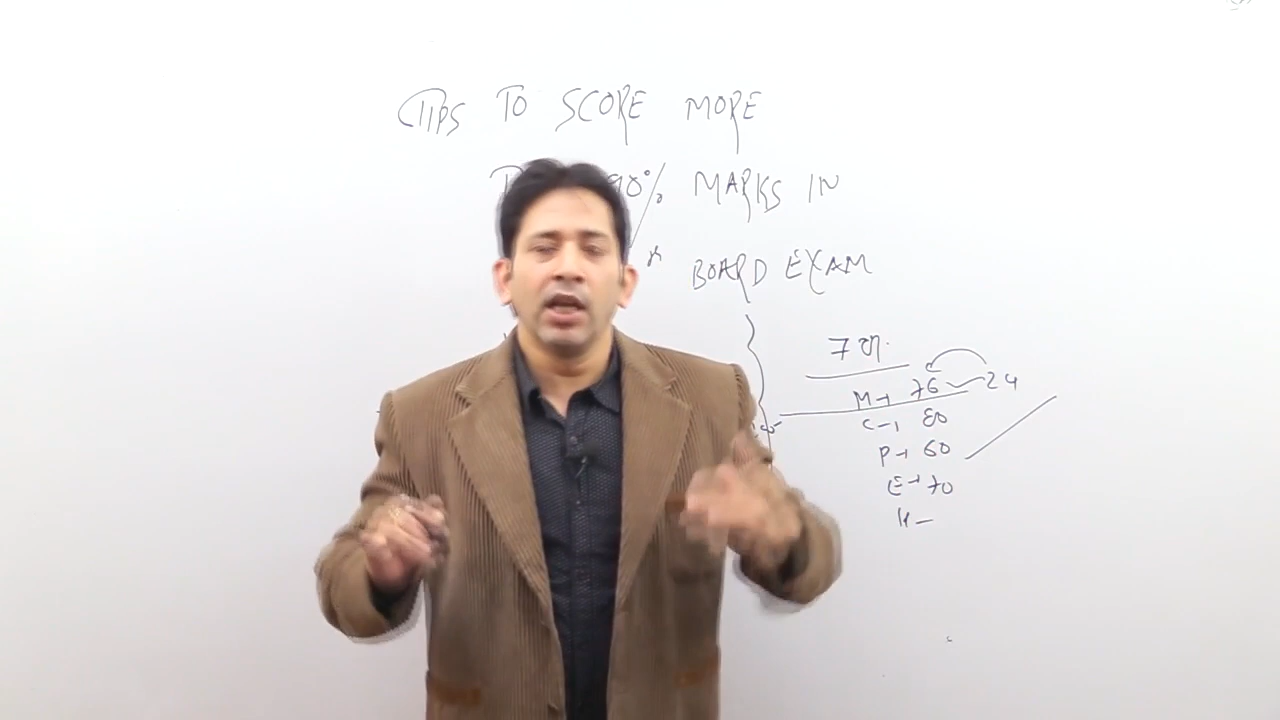 TIPS TO SCORE MORE
90% MARKS IN
BOARD EXAM
70%
M→ 76 24
C→ 80
P→ 60
E→ 70
H–